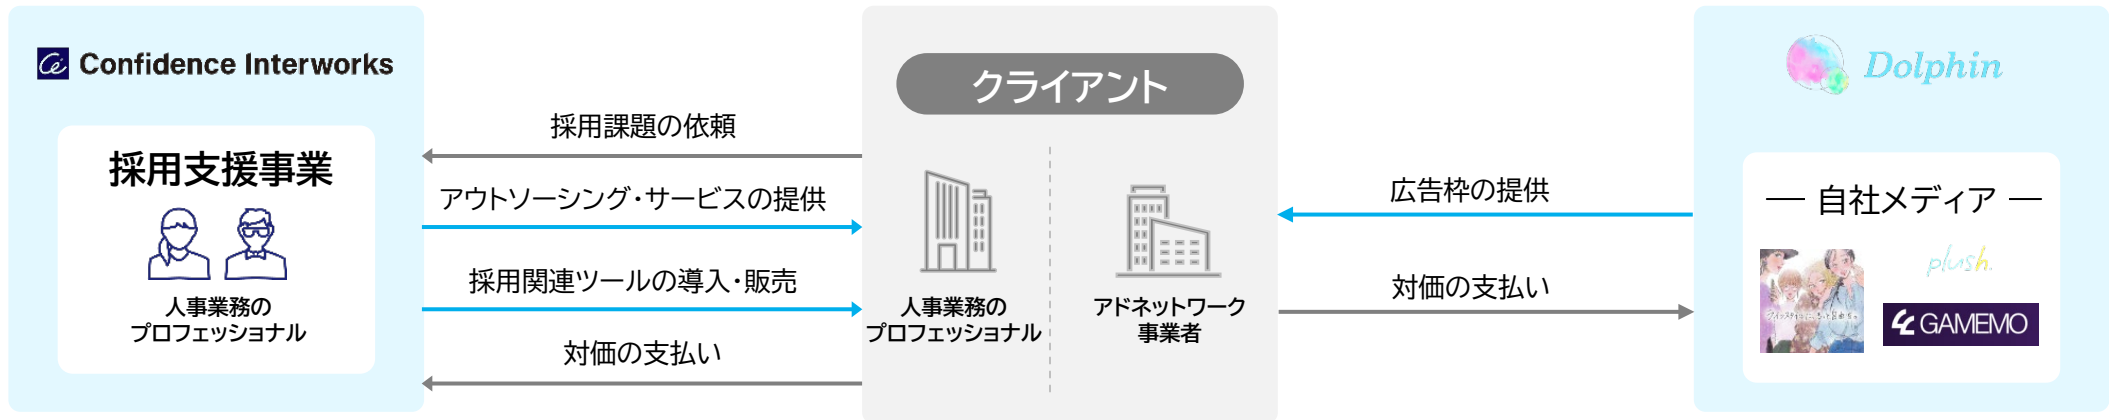 Confidence Interworks
採用支援事業
人事業務の
プロフェッショナル
採用課題の依頼
アウトソーシング・サービスの提供
採用関連ツールの導入・販売
対価の支払い
クライアント
人事業務の
プロフェッショナル
アドネットワーク
事業者
広告枠の提供
対価の支払い
Dolphin
自社メディア
plush.
GAMEMO